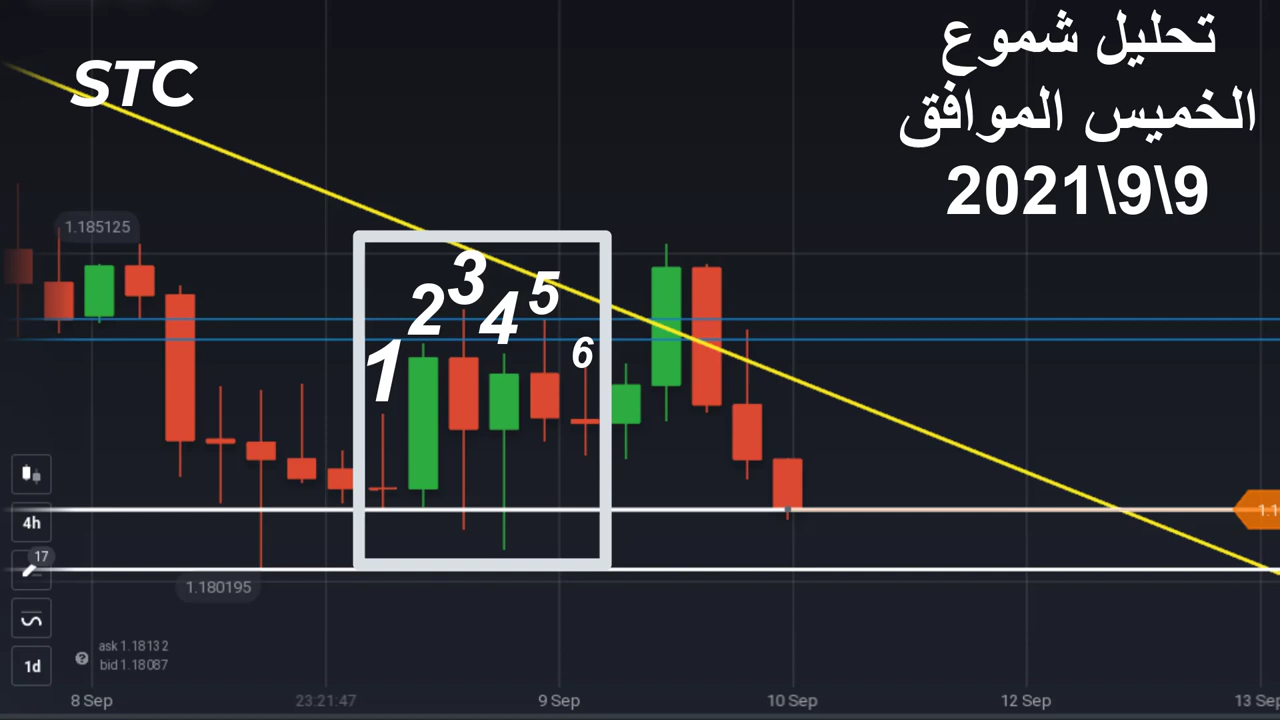 تحليل شموع
الخميس الموافق
2021\9\9
STC
1.185125
1
2
3
4
5
6
4h
17
1d
1.180195
ask 1.18132
bid 1.18087
1.1
8 Sep
23:21:47
9 Sep
10 Sep
12 Sep
13 Sep